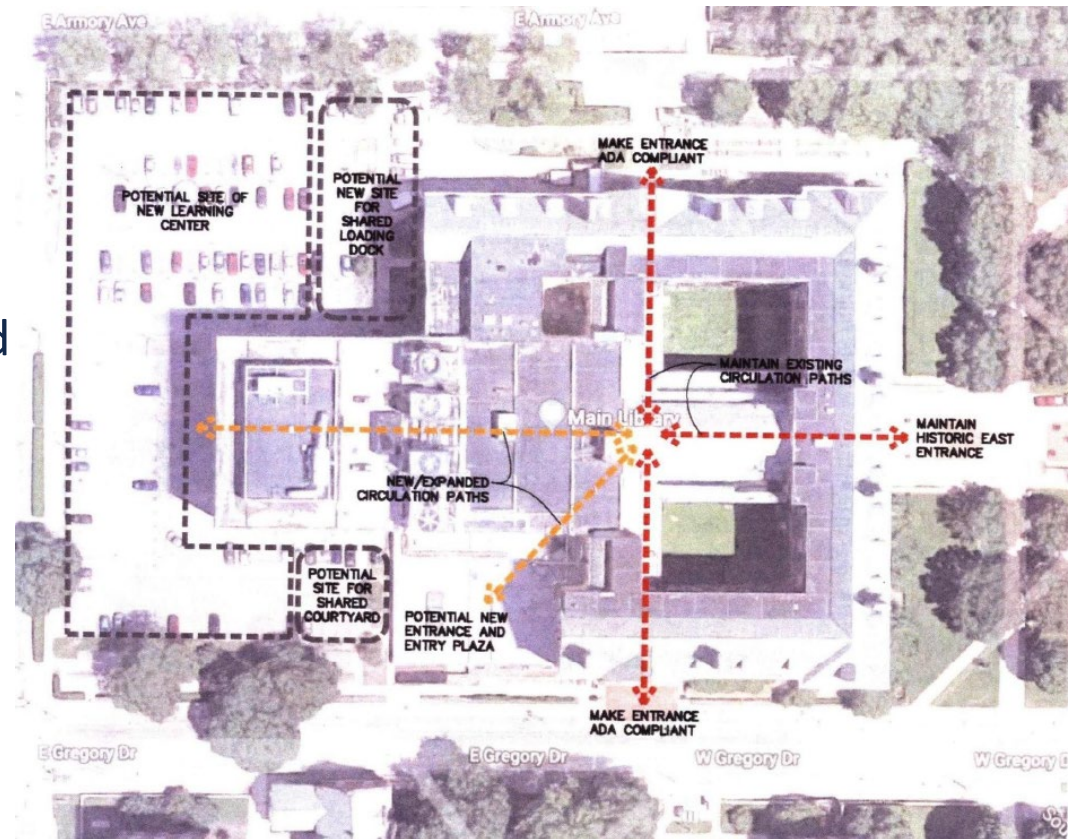 E Armory Ave
E Armory Ave
MAKE ENTRANCE
ADA COMPLIANT
POTENTIAL SITE OF
NEW LEARNING
CENTER
POTENTIAL
NEW SITE
FOR
SHARED
LOADING
DOCK
d
MAINTAIN EXISTING
CIRCULATION PATHS
Main Library
MAINTAIN
HISTORIC EAST
ENTRANCE
NEW/EXPANDED
CIRCULATION PATHS
POTENTIAL
SITE FOR
SHARED
COURTYARD
POTENTIAL NEW
ENTRANCE AND
ENTRY PLAZA
MAKE ENTRANCE
ADA COMPLIANT
E Gregory Dr
E Gregory Dr
W Gregory Dr
W Gregory D